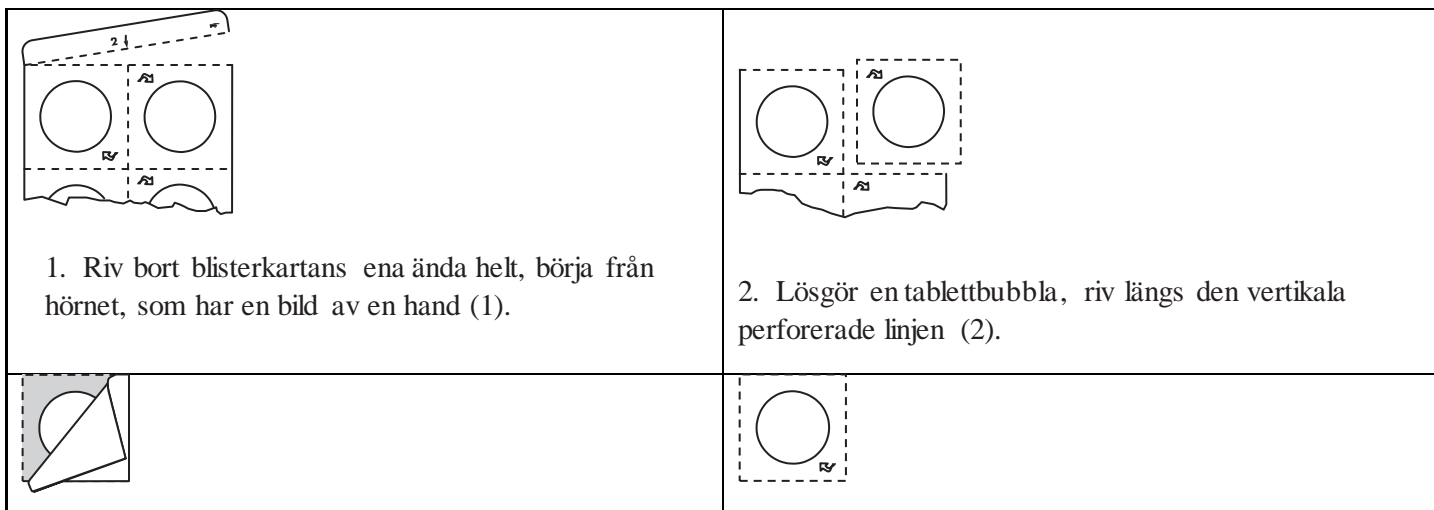 2
1. Riv bort blisterkartans ena ända helt, börja från
hörnet, som har en bild av en hand (1).
2. Lösgör en tablettbubbla, riv längs den vertikala
perforerade linjen (2).